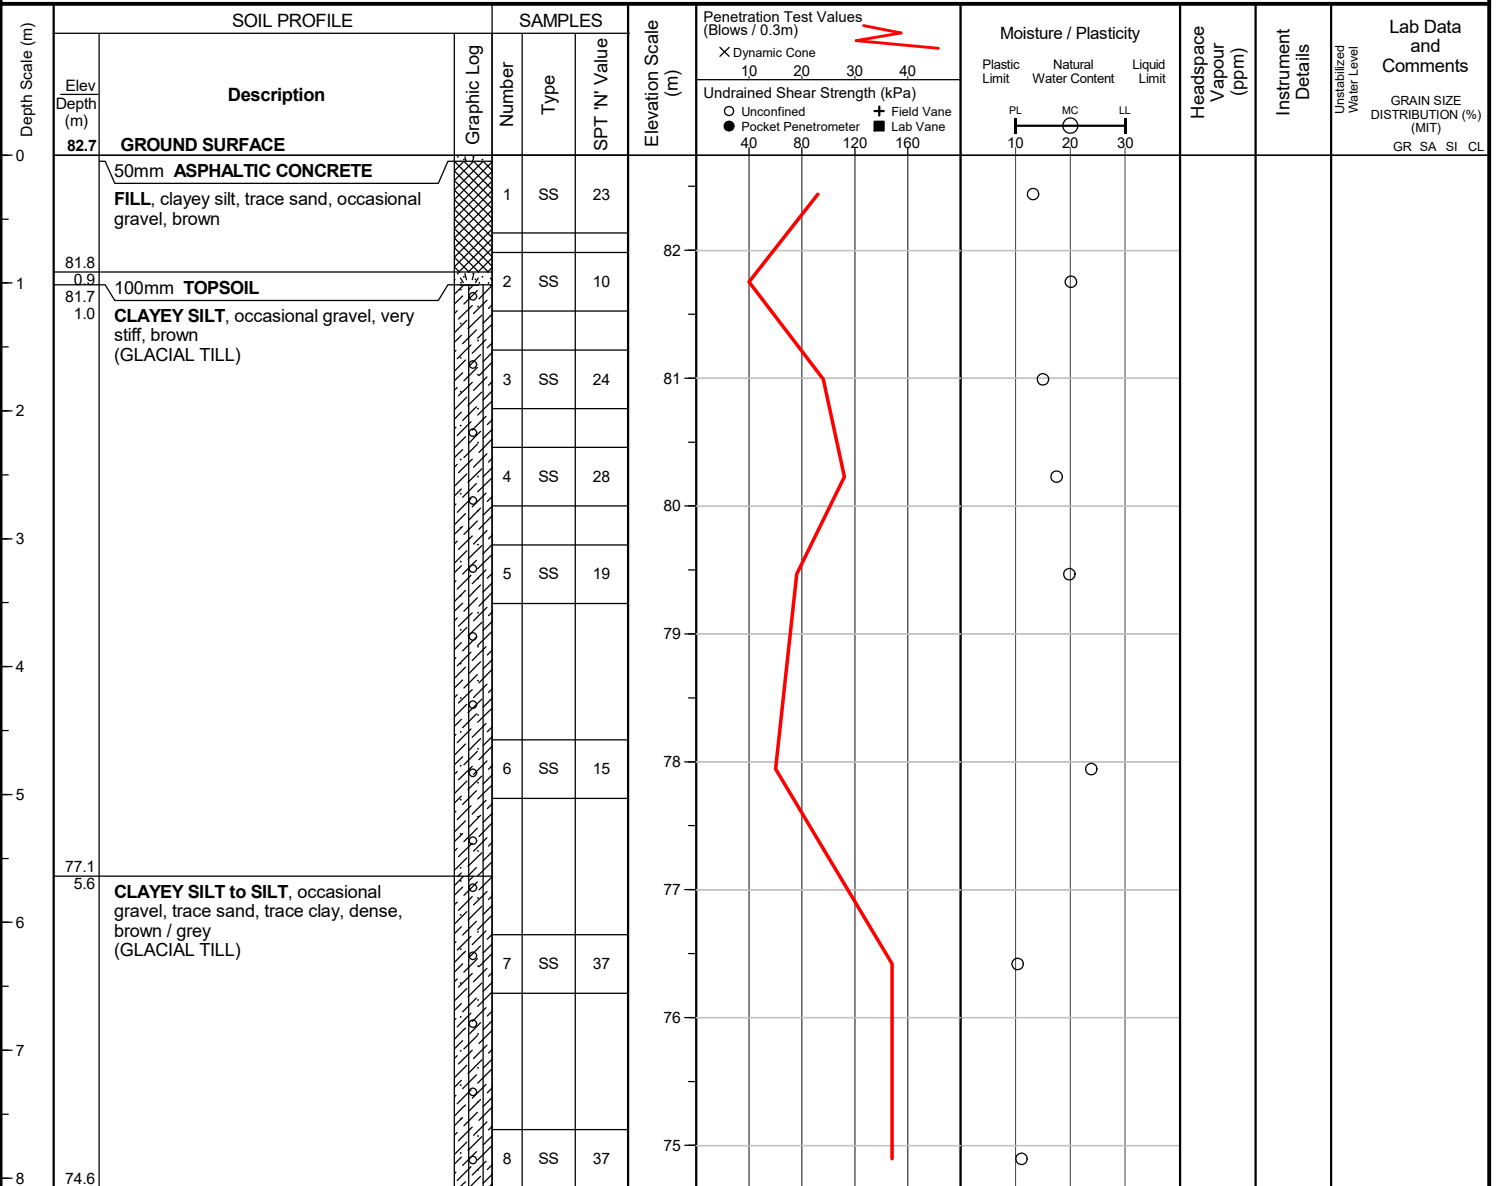 Depth Scale (m)
SOIL PROFILE
Elev
Depth
(m)
Description
Graphic Log
82.7 GROUND SURFACE
SAMPLES
Number
Type
SPT 'N' Value
Elevation Scale
(m)
Penetration Test Values
(Blows / 0.3m)
Dynamic Cone
10 20 30 40
Undrained Shear Strength (kPa)
Unconfined Field Vane
Pocket Penetrometer Lab Vane
40 80 120 160
Moisture / Plasticity
Plastic
Limit
Natural
Water Content
Liquid
Limit
PL MC LL
10 20 30
Headspace
Vapour
(ppm)
Instrument
Details
Unstabilized
Water Level
Lab Data
and
Comments
GRAIN SIZE
DISTRIBUTION (%)
(MIT)
GR SA SI CL
0
50mm ASPHALTIC CONCRETE
FILL, clayey silt, trace sand, occasional
gravel, brown
1 SS 23
82
81.8
0.9
1
81.7
1.0
100mm TOPSOIL
2 SS 10
CLAYEY SILT, occasional gravel, very
stiff, brown
(GLACIAL TILL)
3 SS 24
81
2
4 SS 28
80
3
5 SS 19
79
4
78
6 SS 15
5
77.1
5.6
77
CLAYEY SILT to SILT, occasional
gravel, trace sand, trace clay, dense,
brown / grey
(GLACIAL TILL)
6
7 SS 37
76
7
75
8 SS 37
8
74.6